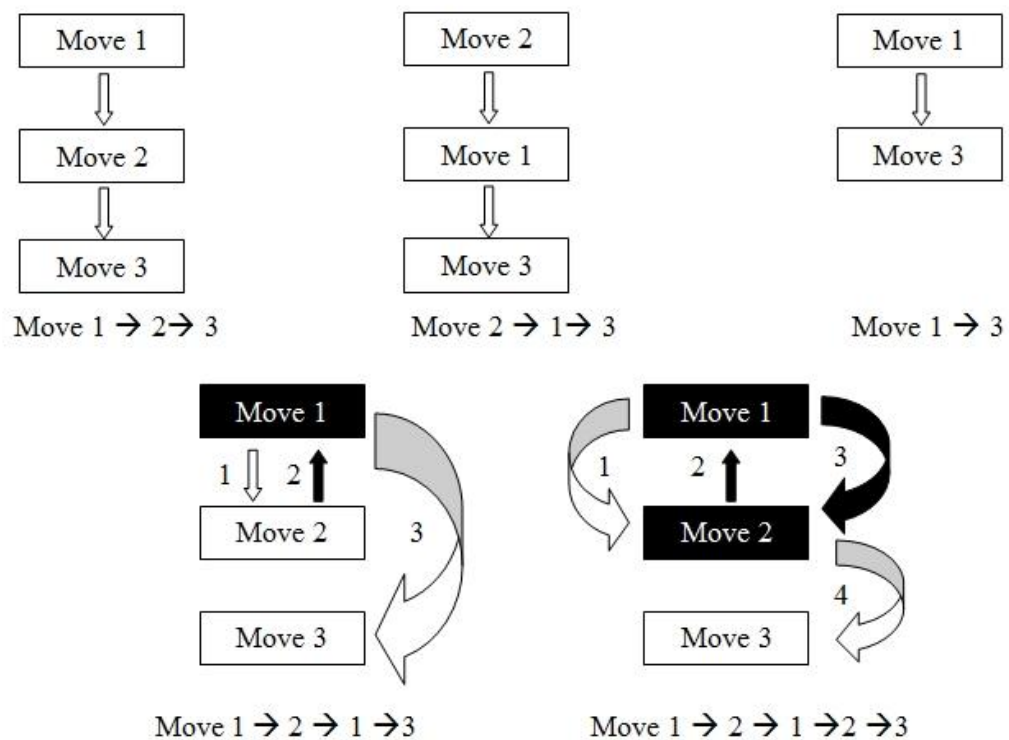 Move 1
Move 2
Move 3
Move 1 → 2→ 3
Move 2
Move 1
Move 3
Move 2 → 1→ 3
Move 1
Move 3
Move 1 → 3
Move 1
1 2
Move 2
3
Move 3
Move 1 → 2 → 1 →3
Move 1
1 2 3
Move 2
4
Move 3
Move 1 → 2 → 1 →2 →3